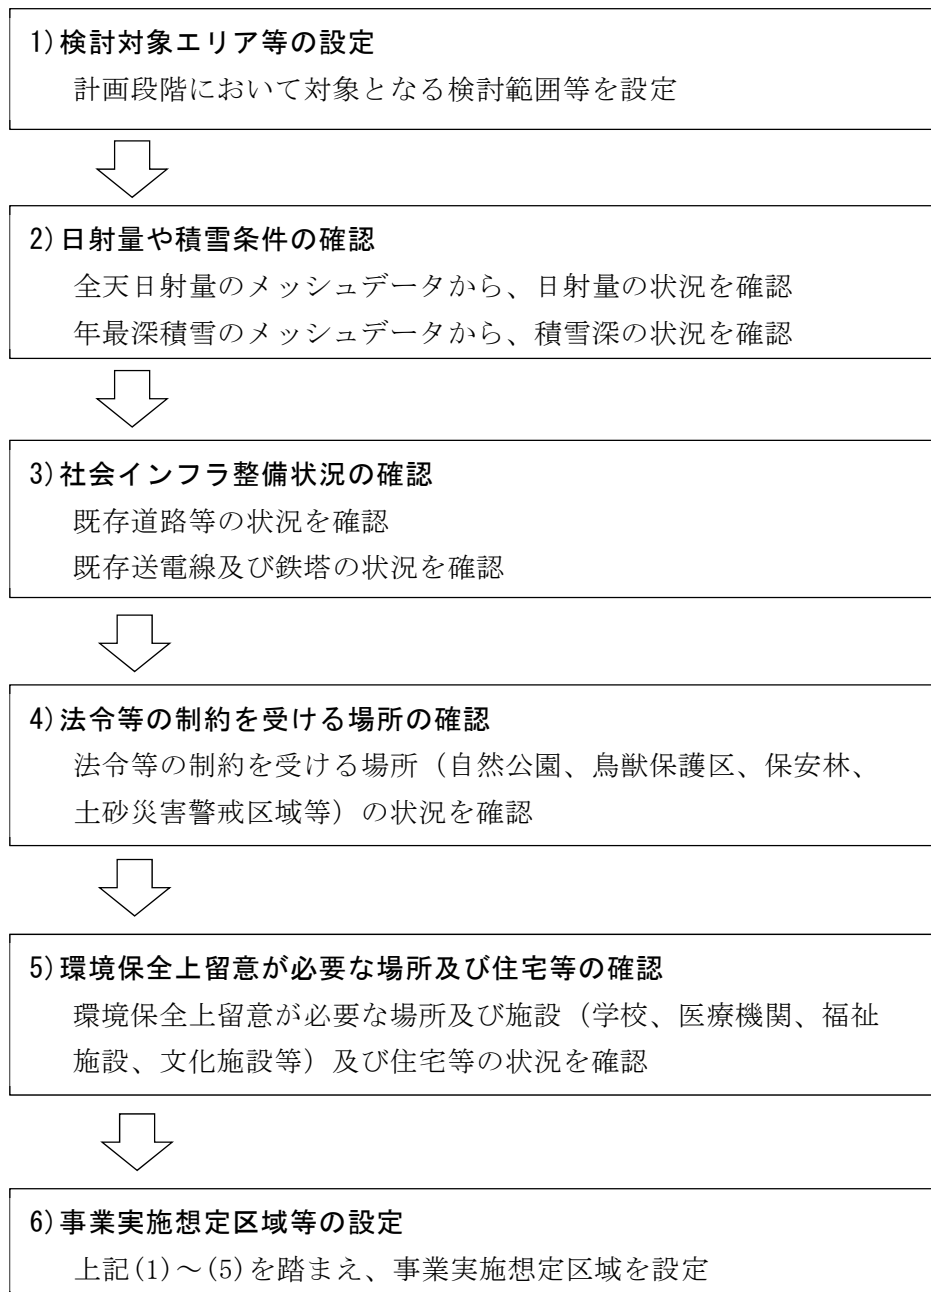 1)検討対象エリア等の設定
計画段階において対象となる検討範囲等を設定
2)日射量や積雪条件の確認
全天日射量のメッシュデータから、日射量の状況を確認
年最深積雪のメッシュデータから、積雪深の状況を確認
3)社会インフラ整備状況の確認
既存道路等の状況を確認
既存送電線及び鉄塔の状況を確認
4)法令等の制約を受ける場所の確認
法令等の制約を受ける場所（自然公園、鳥獣保護区、保安林、
土砂災害警戒区域等）の状況を確認
5)環境保全上留意が必要な場所及び住宅等の確認
環境保全上留意が必要な場所及び施設（学校、医療機関、福祉
施設、文化施設等）及び住宅等の状況を確認
6)事業実施想定区域等の設定
上記(1)～(5)を踏まえ、事業実施想定区域を設定